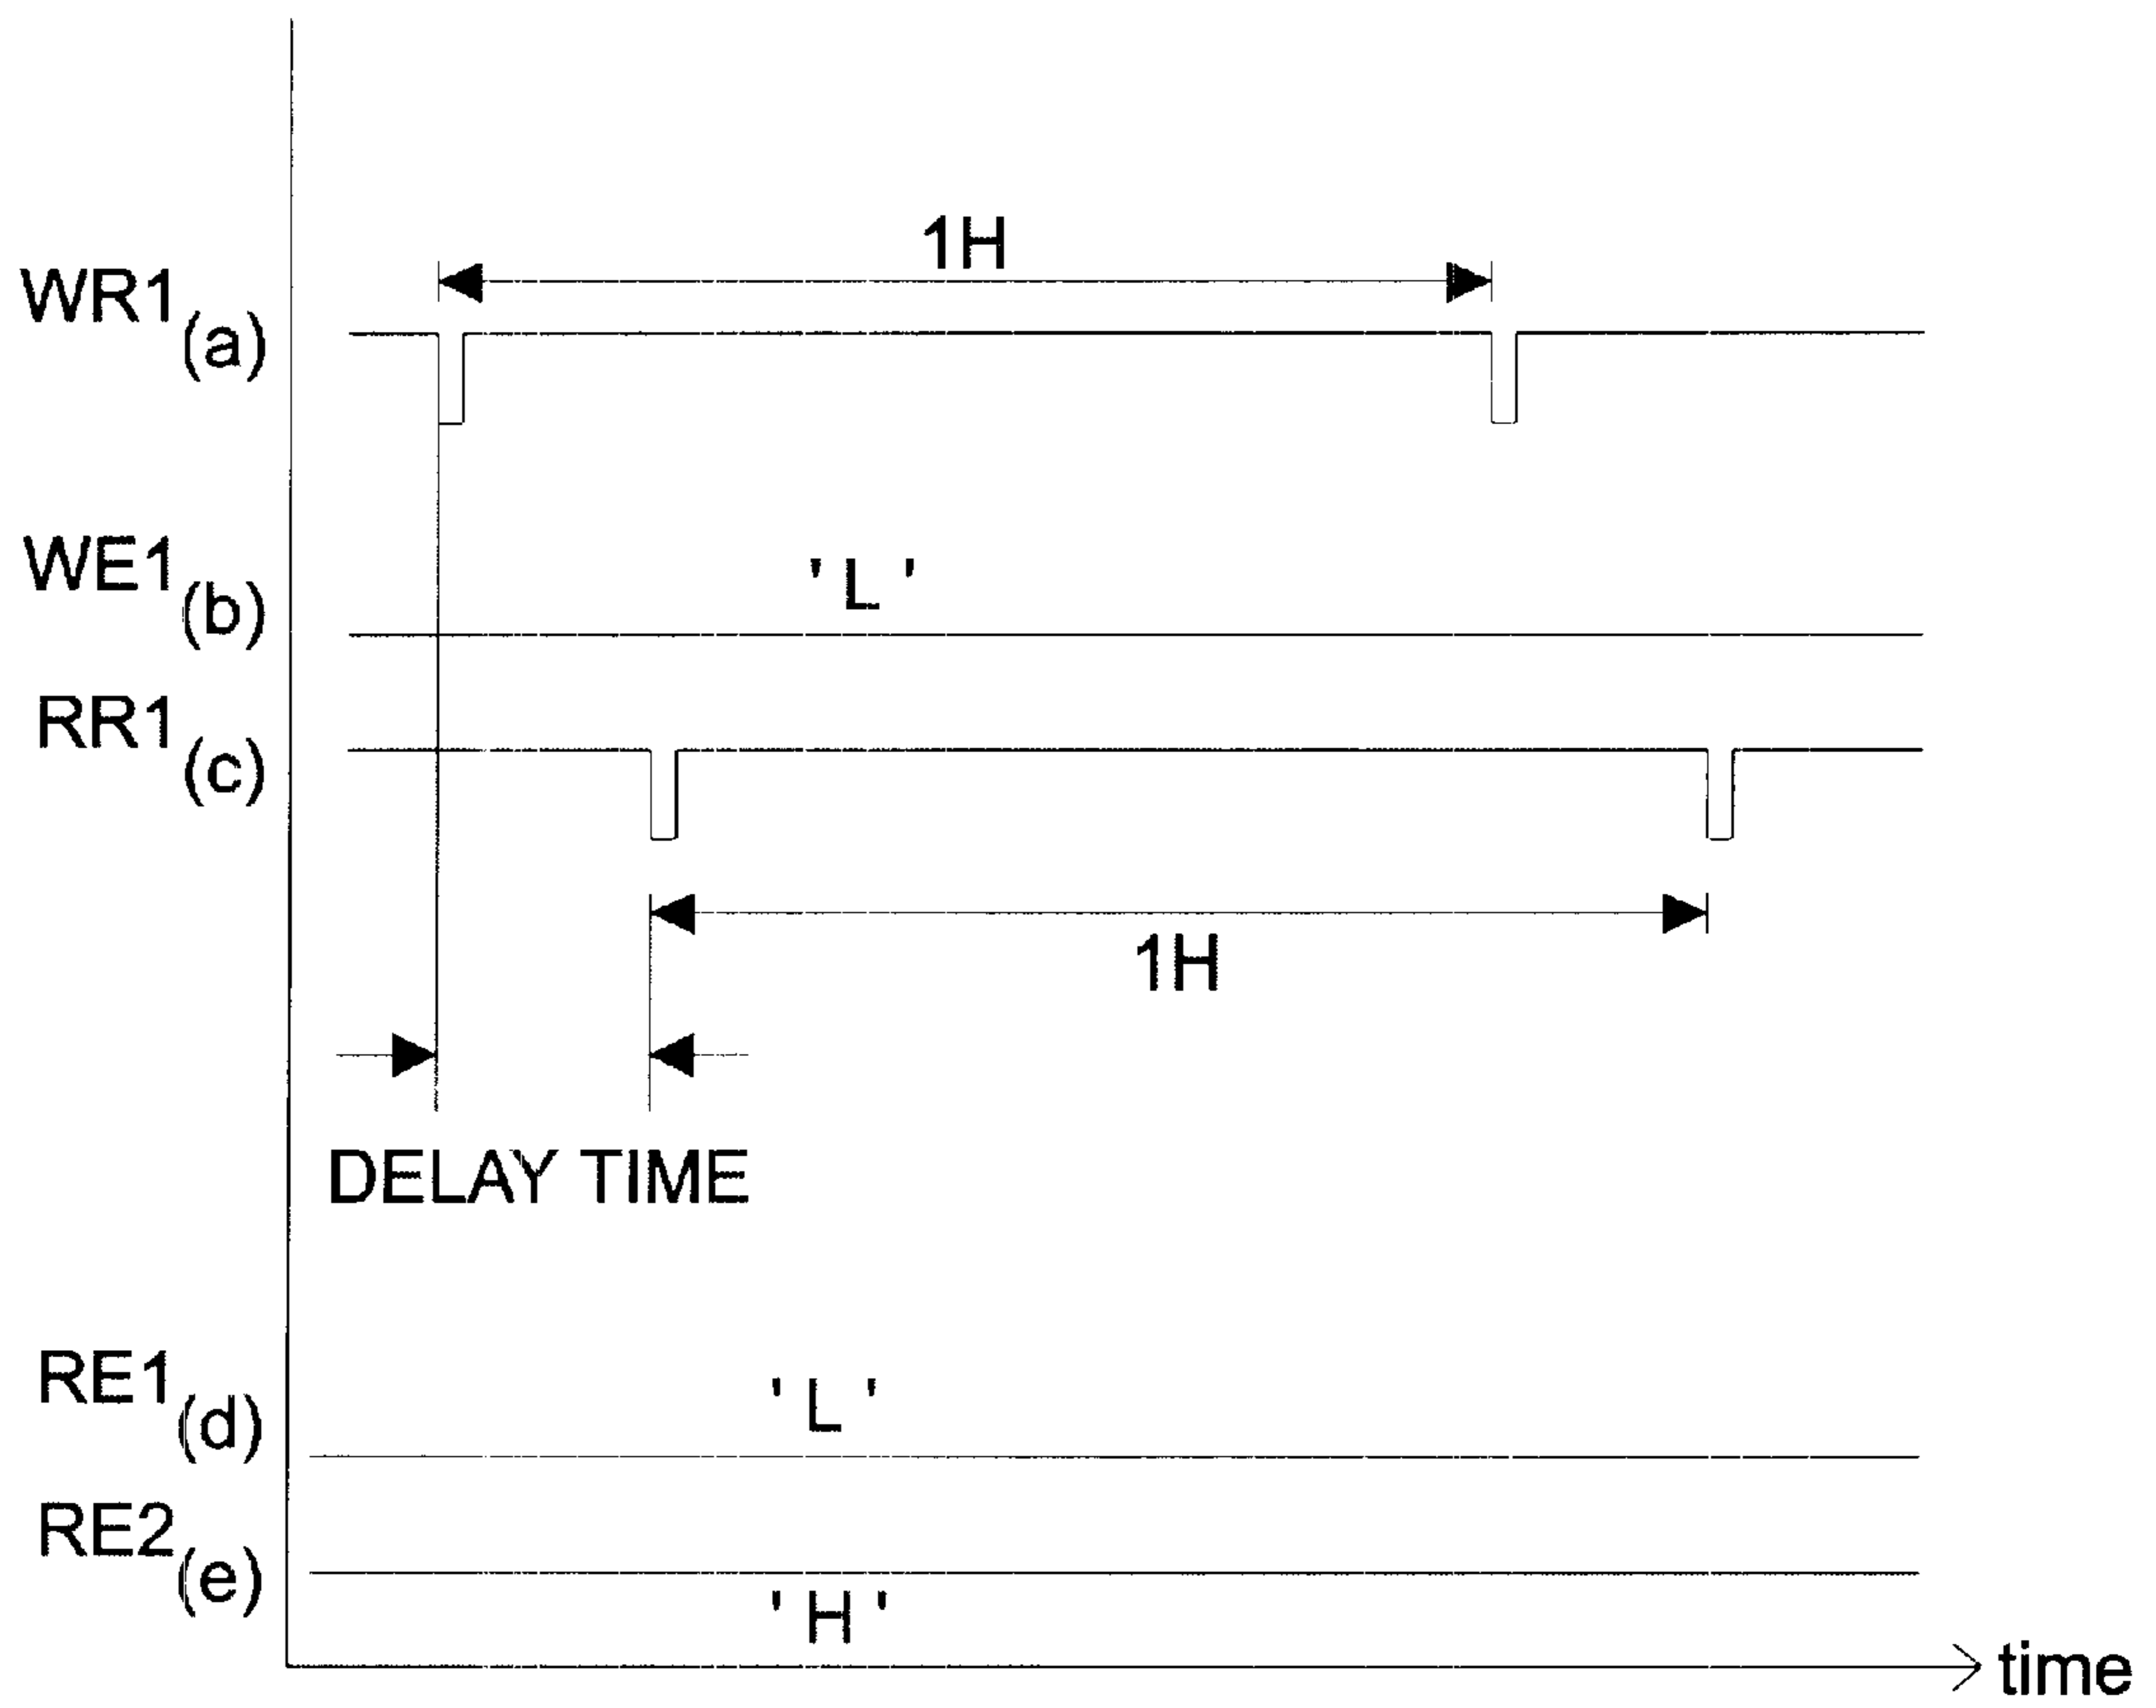 1H
WR1 (a)
WE1 (b)
'L'
RR1 (c)
1H
DELAY TIME
RE1 (d)
'L'
RE2 (e)
'H'
time